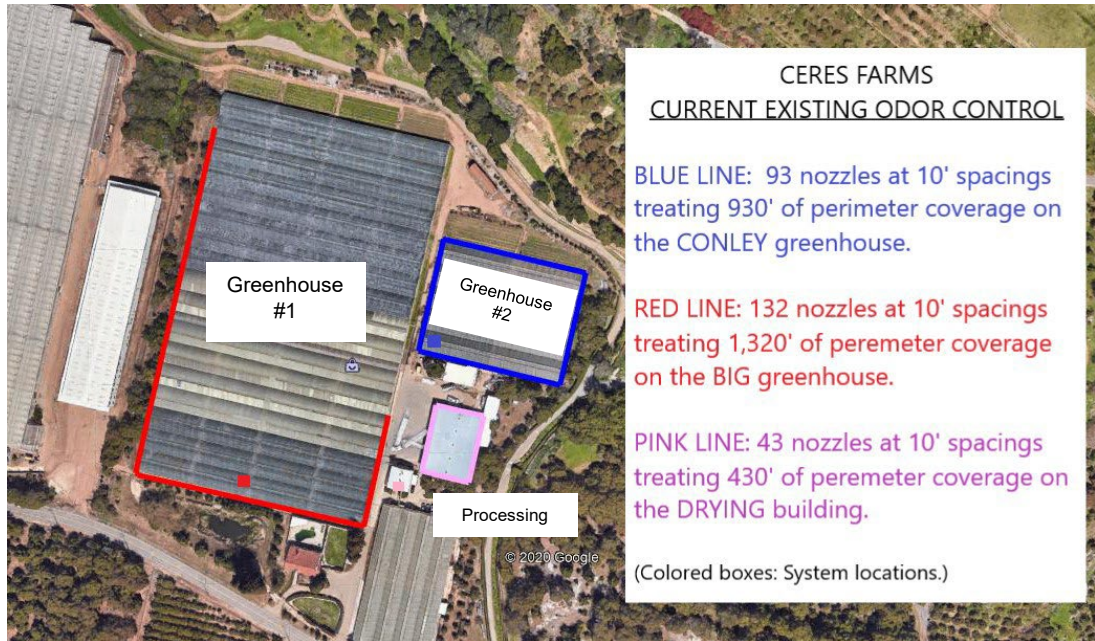 CERES FARMS
CURRENT EXISTING ODOR CONTROL
BLUE LINE: 93 nozzles at 10' spacings
treating 930' of perimeter coverage on
the CONLEY greenhouse.
RED LINE: 132 nozzles at 10' spacings
treating 1,320' of peremeter coverage
on the BIG greenhouse.
PINK LINE: 43 nozzles at 10' spacings
treating 430' of peremeter coverage on
the DRYING building.
(Colored boxes: System locations.)
Greenhouse
#1
Greenhouse
#2
Processing
© 2020 Google